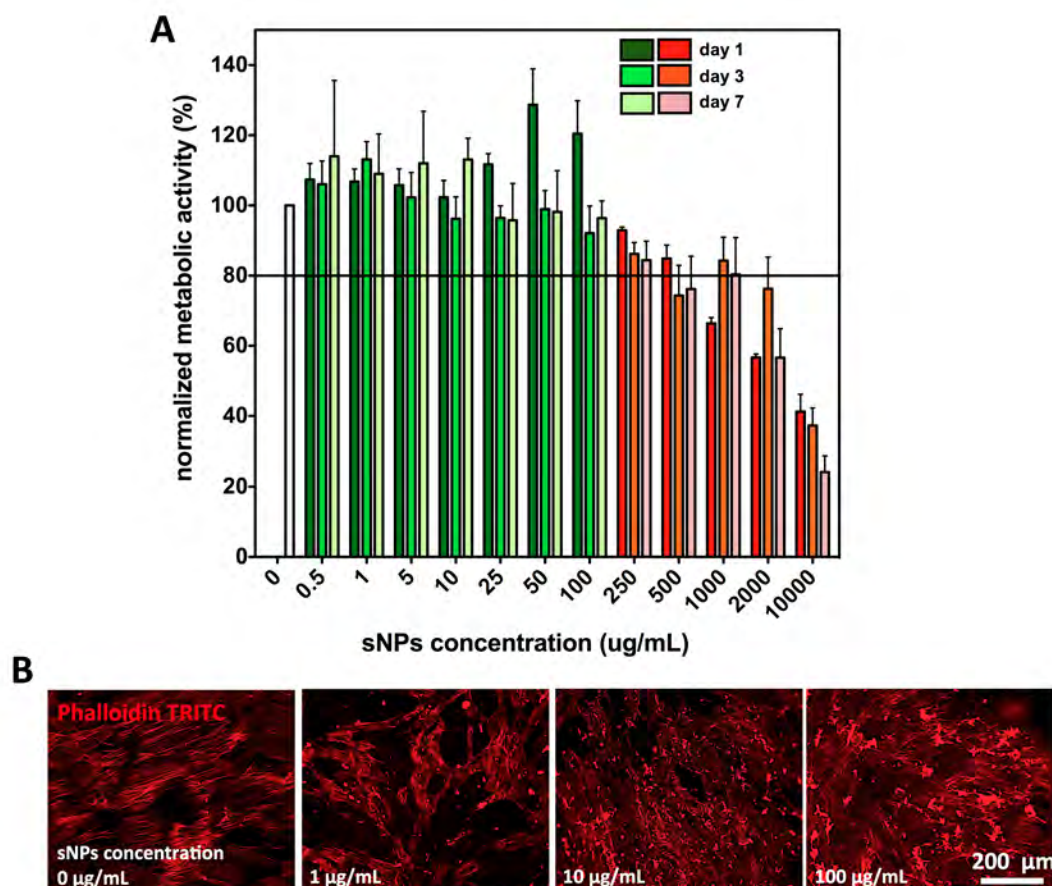 A
normalized metabolic activity (%)
140
120
100
80
60
40
20
0
day 1
day 3
day 7
0 0.5 1 5 10 25 50 100 250 500 1000 2000 10000
sNPs concentration (ug/mL)
B
Phalloidin TRITC
sNPs concentration
0 μg/mL 1 μg/mL 10 μg/mL 100 μg/mL
200 μm